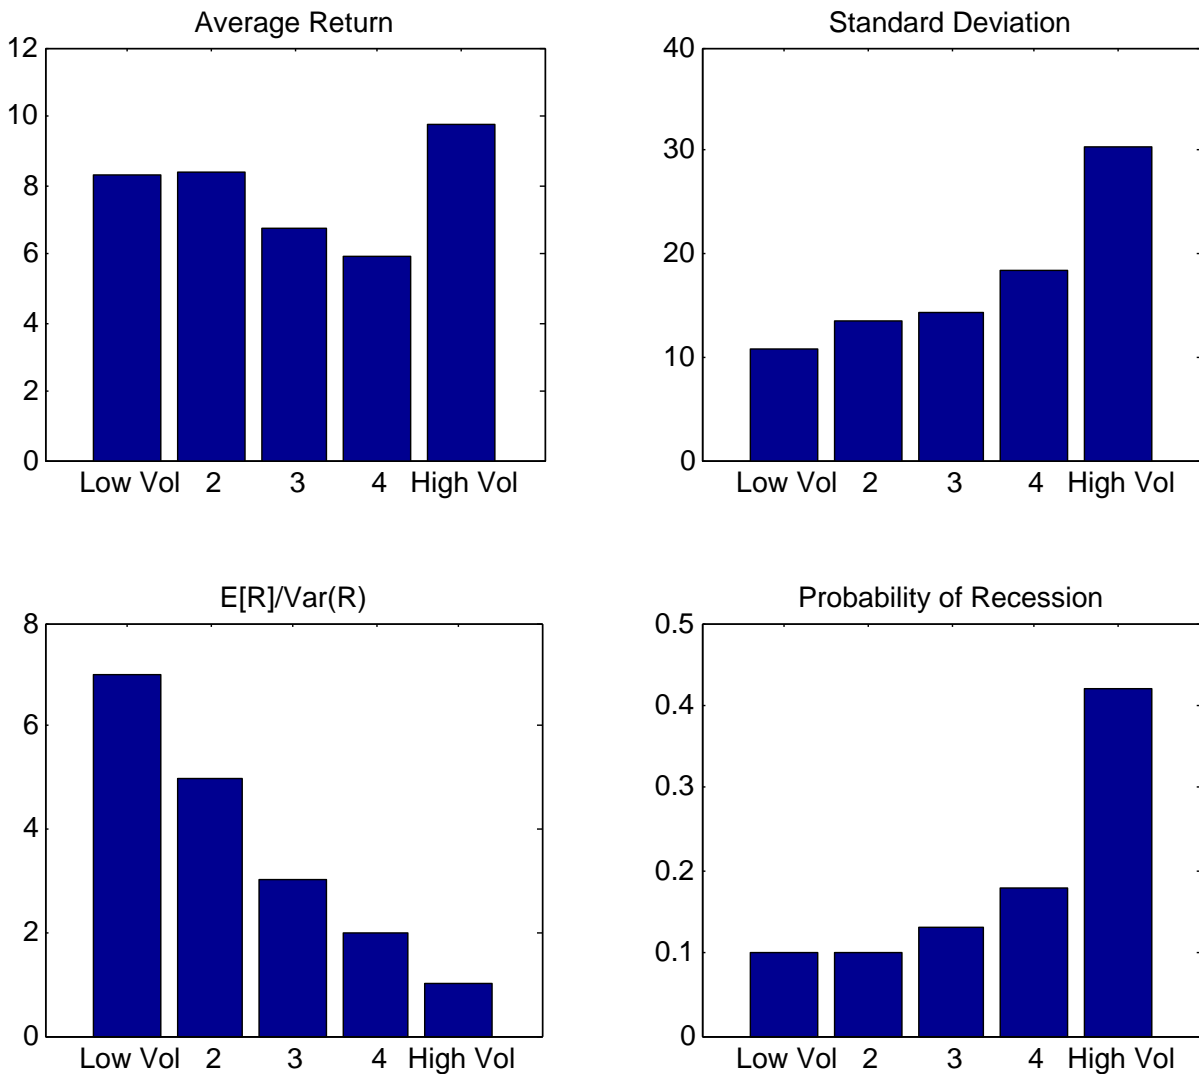 Average Return
12
10
8
6
4
2
0
Low Vol 2 3 4 High Vol
Standard Deviation
40
30
20
10
0
Low Vol 2 3 4 High Vol
E[R]/Var(R)
8
6
4
2
0
Low Vol 2 3 4 High Vol
Probability of Recession
0.5
0.4
0.3
0.2
0.1
0
Low Vol 2 3 4 High Vol